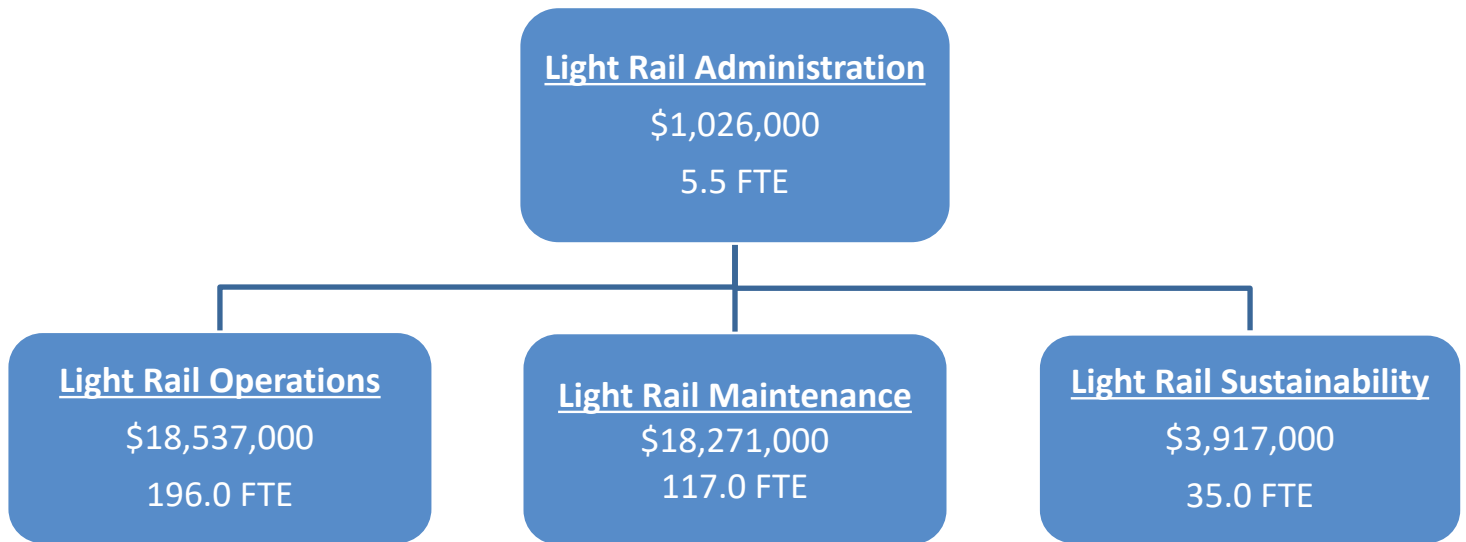 Light Rail Administration
$1,026,000
5.5 FTE
Light Rail Operations
$18,537,000
196.0 FTE
Light Rail Maintenance
$18,271,000
117.0 FTE
Light Rail Sustainability
$3,917,000
35.0 FTE